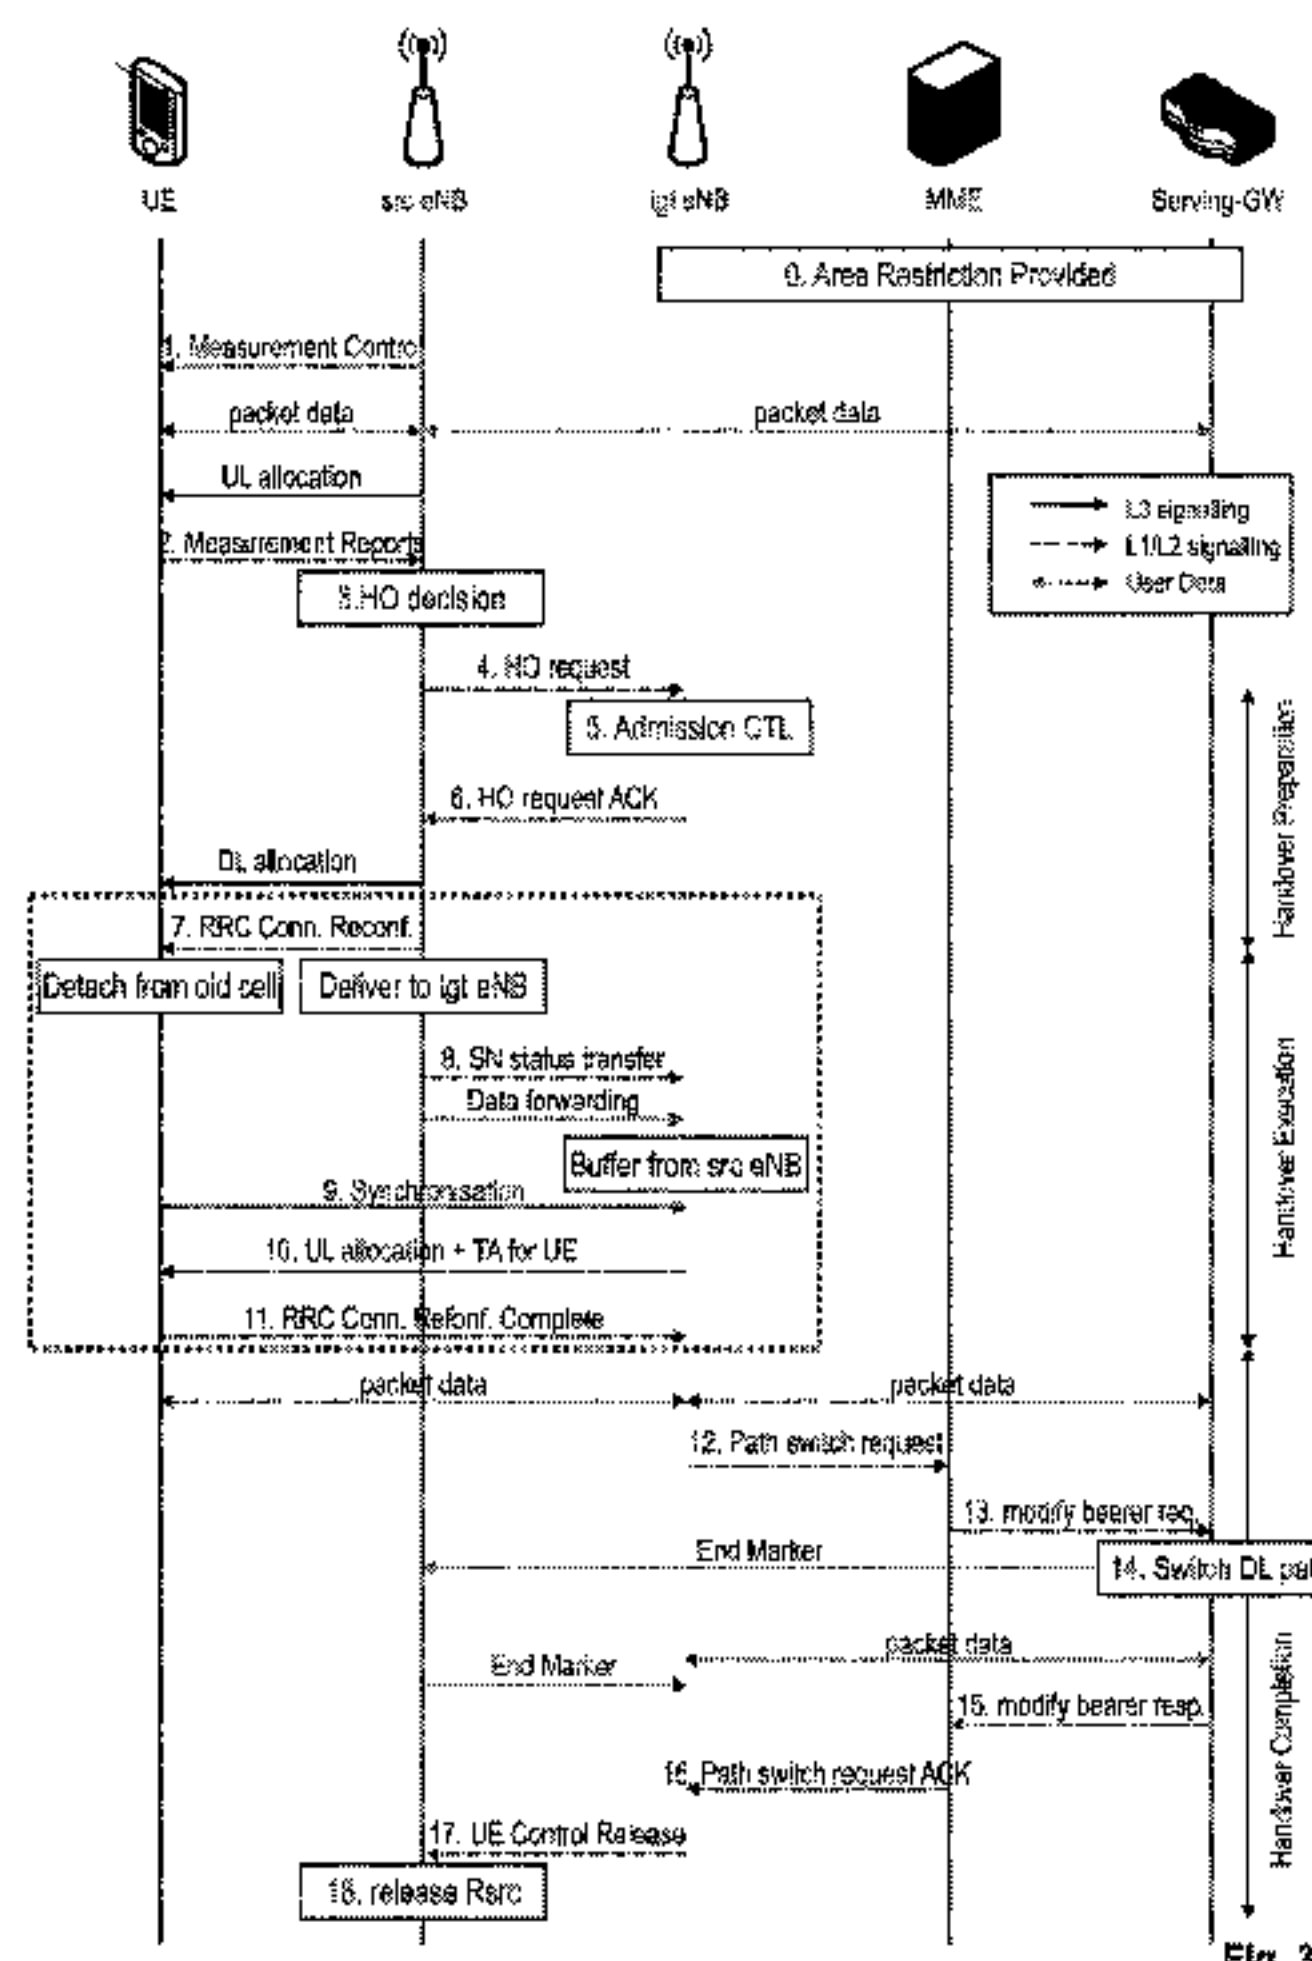 UE
src eNB
tgt eNB
MME
Serving-GW
0. Area Restriction Provided
1. Measurement Contro
packet data
packet data
UL allocation
L3 signalling
L1/L2 signalling
User Data
2. Measurement Reports
3.HO decision
4. HO request
5. Admission CTL
6. HO request ACK
Handover Preparation
DL allocation
7. RRC Conn. Reconf.
Detach from old cell
Deliver to tgt eNB
8. SN status transfer
Data forwarding
Buffer from src eNB
9. Synchronisation
Handover Execution
10. UL allocation + TA for UE
11. RRC Conn. Refonf. Complete
packet data
packet data
12. Path switch request
13. modify bearer req.
End Marker
14. Switch DL pat
packet data
End Marker
15. modify bearer resp.
16. Path switch request ACK
Handover Completion
17. UE Control Release
18. release Rsrc
Fig. 2